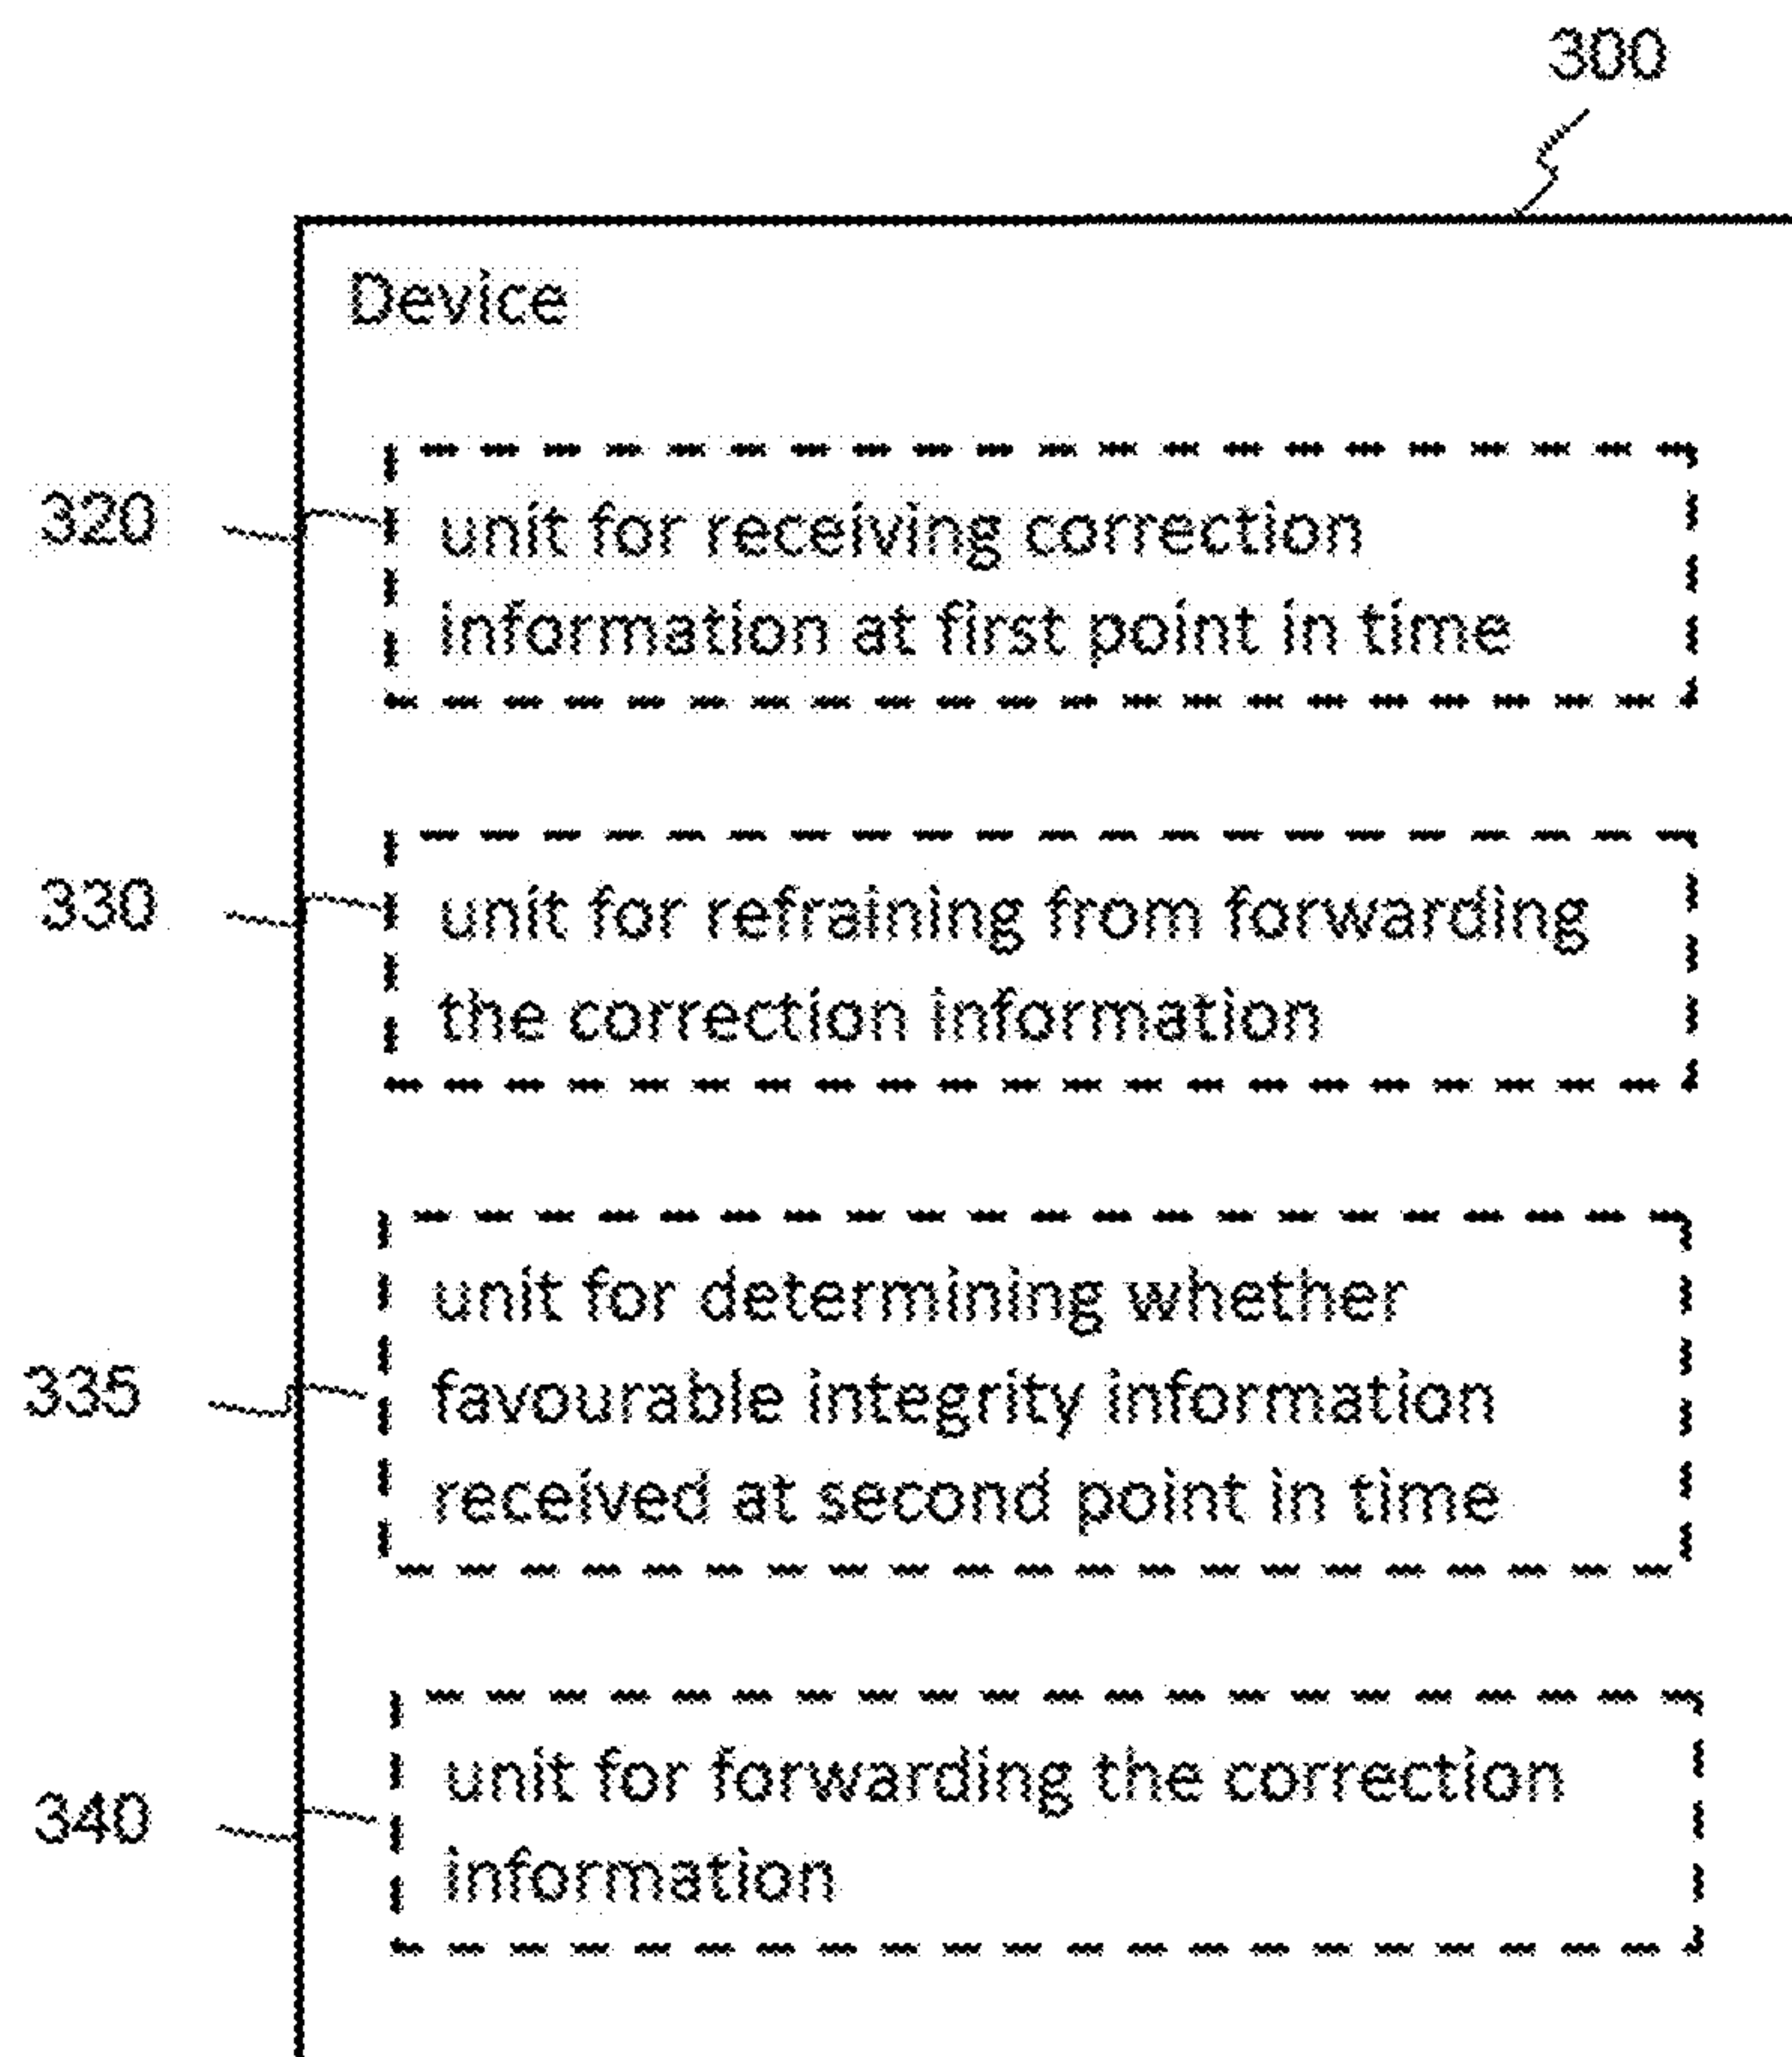 300
Device
320
unit for receiving correction
information at first point in time
330
unit for refraining from forwarding
the correction information
335
unit for determining whether
favourable integrity information
received at second point in time
340
unit for forwarding the correction
information